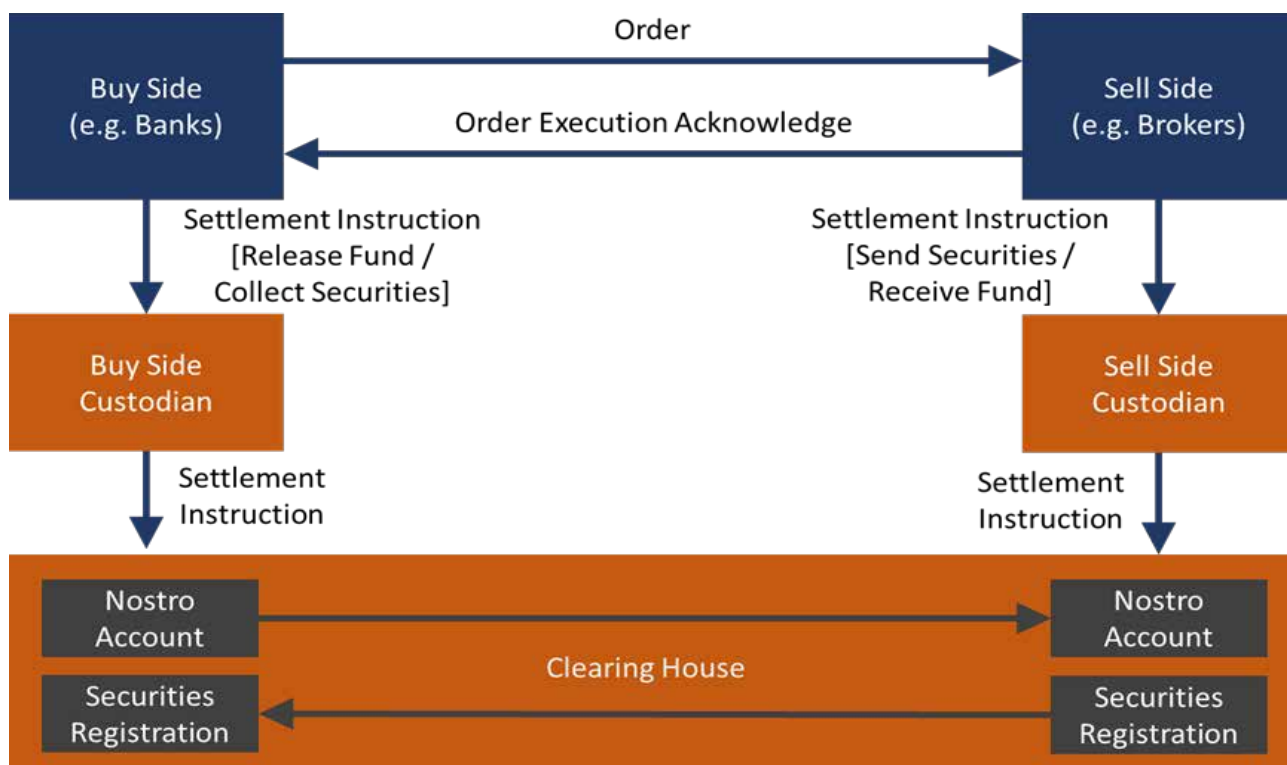 Order
Buy Side
(e.g. Banks)
Sell Side
(e.g. Brokers)
Order Execution Acknowledge
Settlement Instruction
[Release Fund /
Collect Securities]
Settlement Instruction
[Send Securities /
Receive Fund]
Buy Side
Custodian
Sell Side
Custodian
Settlement
Instruction
Settlement
Instruction
Nostro
Account
Nostro
Account
Clearing House
Securities
Registration
Securities
Registration